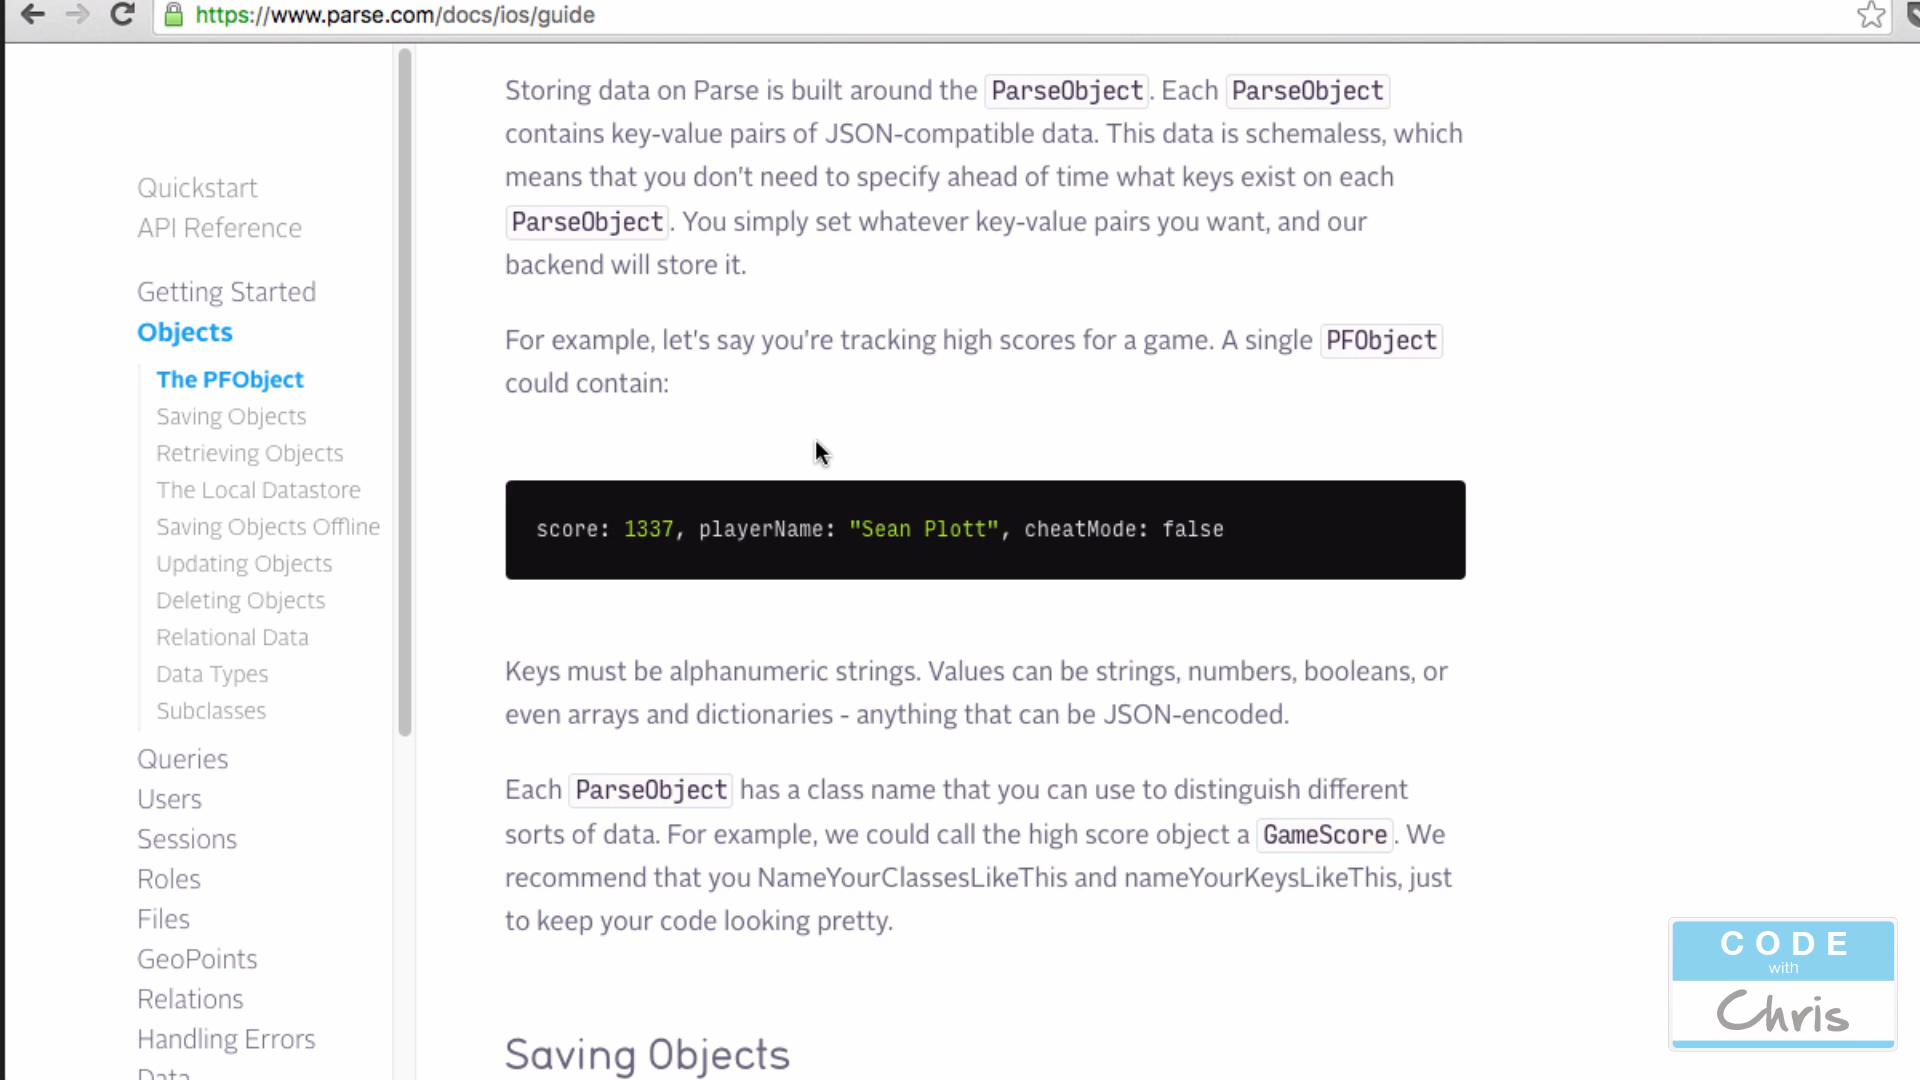 https://www.parse.com/docs/ios/guide
Quickstart
API Reference
Getting Started
Objects
The PFObject
Saving Objects
Retrieving Objects
The Local Datastore
Saving Objects Offline
Updating Objects
Deleting Objects
Relational Data
Data Types
Subclasses
Queries
Users
Sessions
Roles
Files
GeoPoints
Relations
Handling Errors
Data
Storing data on Parse is built around the ParseObject. Each ParseObject
contains key-value pairs of JSON-compatible data. This data is schemaless, which
means that you don't need to specify ahead of time what keys exist on each
ParseObject. You simply set whatever key-value pairs you want, and our
backend will store it.
For example, let's say you're tracking high scores for a game. A single PFObject
could contain:
score: 1337, playerName: "Sean Plott", cheatMode: false
Keys must be alphanumeric strings. Values can be strings, numbers, booleans, or
even arrays and dictionaries - anything that can be JSON-encoded.
Each ParseObject has a class name that you can use to distinguish different
sorts of data. For example, we could call the high score object a GameScore. We
recommend that you NameYourClassesLikeThis and nameYourKeysLikeThis, just
to keep your code looking pretty.
Saving Objects
CODE
with
Chris